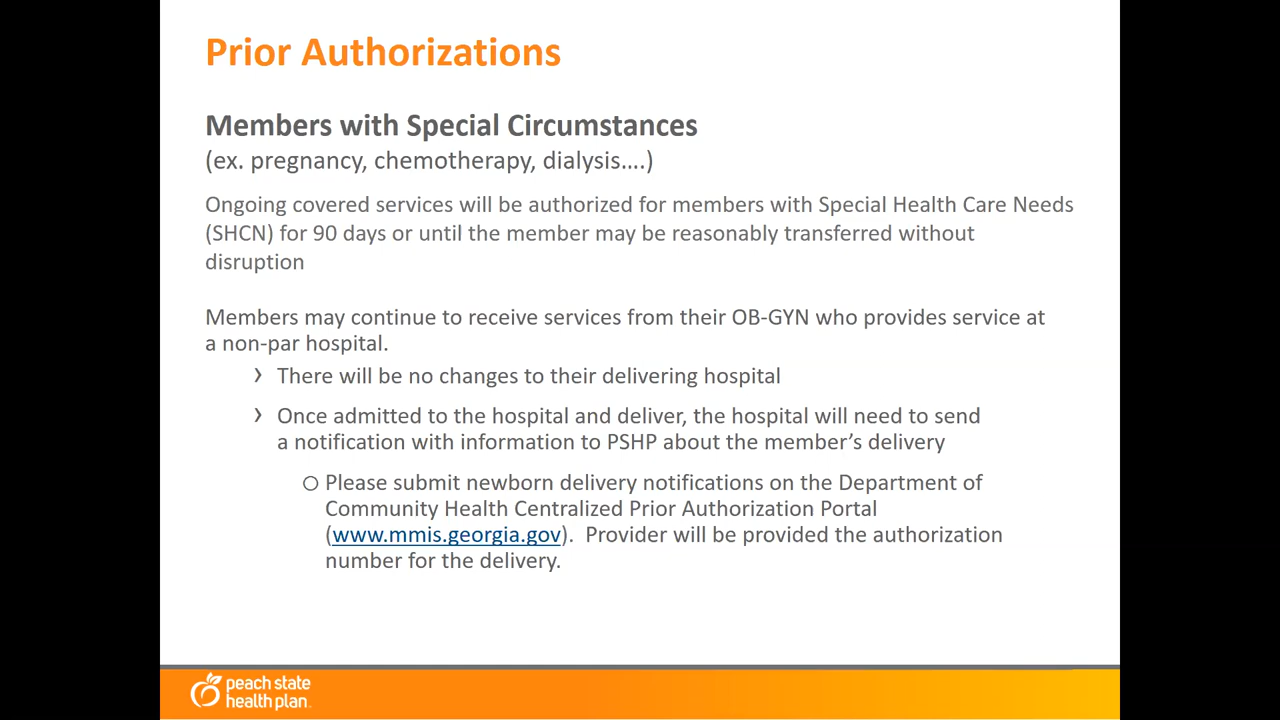 Prior Authorizations
Members with Special Circumstances
(ex. pregnancy, chemotherapy, dialysis....)
Ongoing covered services will be authorized for members with Special Health Care Needs
(SHCN) for 90 days or until the member may be reasonably transferred without
disruption
Members may continue to receive services from their OB-GYN who provides service at
a non-par hospital.
› There will be no changes to their delivering hospital
› Once admitted to the hospital and deliver, the hospital will need to send
a notification with information to PSHP about the member’s delivery
○ Please submit newborn delivery notifications on the Department of
Community Health Centralized Prior Authorization Portal
(www.mmis.georgia.gov).  Provider will be provided the authorization
number for the delivery.
peach state
health plan.